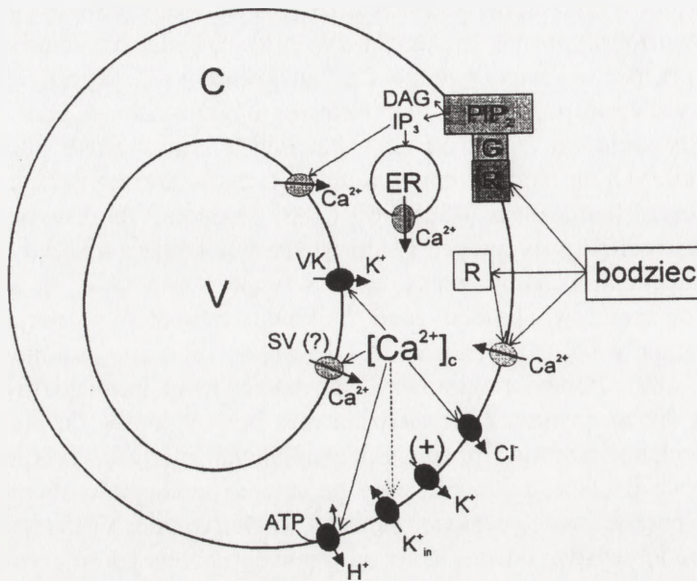 C
DAG
IP₃
PIP₂
G
R
ER
Ca²⁺
Ca²⁺
VK
K⁺
R
bodziec
V
SV (?)
[Ca²⁺]c
Ca²⁺
Ca²⁺
Cl⁻
(+)
K⁺
ATP
K⁺in
H⁺